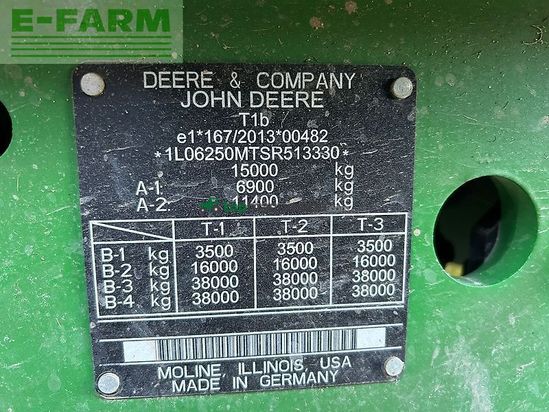 E-FARM
DEERE & COMPANY
JOHN DEERE
T1b
e1*167/2013*00482
*1L06250MTSR513330*
15000 kg
A-1: 6900 kg
A-2: 11400 kg
T-1 T-2 T-3
B-1 kg 3500 3500 3500
B-2 kg 16000 16000 16000
B-3 kg 38000 38000 38000
B-4 kg 38000 38000 38000
MOLINE, ILLINOIS, USA
MADE IN GERMANY